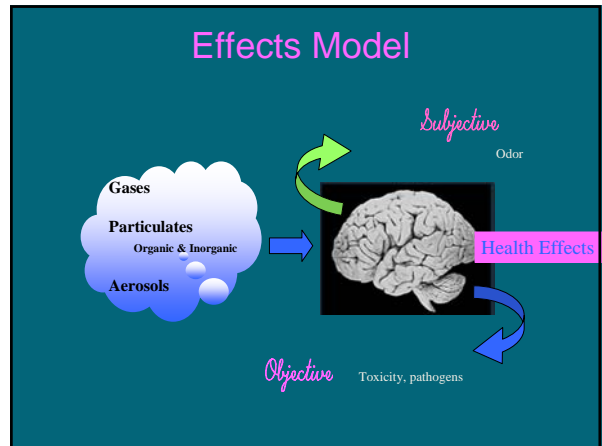 Effects Model
Subjective
Odor
Gases
Particulates
Organic & Inorganic
Aerosols
Health Effects
Objective
Toxicity, pathogens